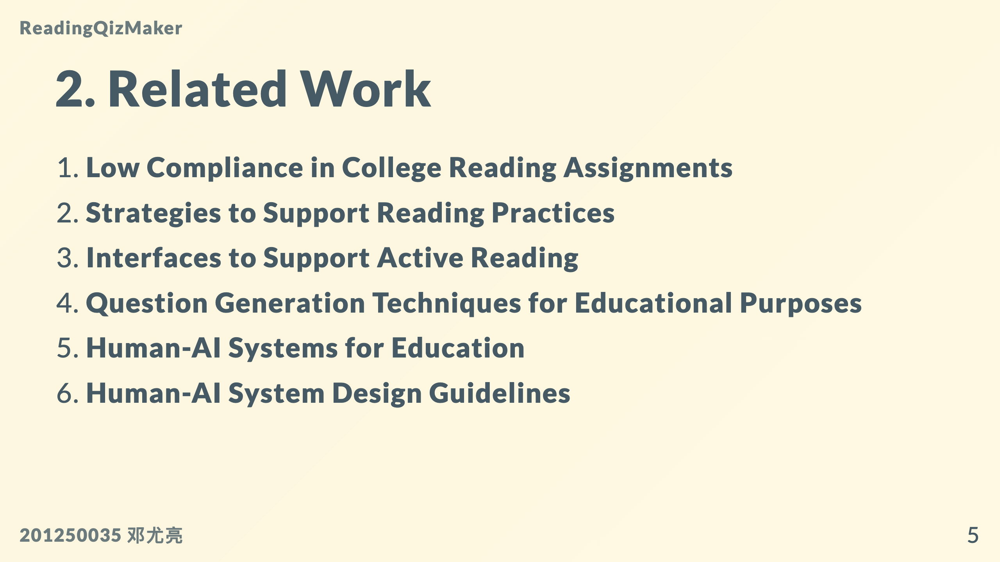 ReadingQizMaker
2. Related Work
1. Low Compliance in College Reading Assignments
2. Strategies to Support Reading Practices
3. Interfaces to Support Active Reading
4. Question Generation Techniques for Educational Purposes
5. Human-AI Systems for Education
6. Human-AI System Design Guidelines
201250035 邓尤亮
5